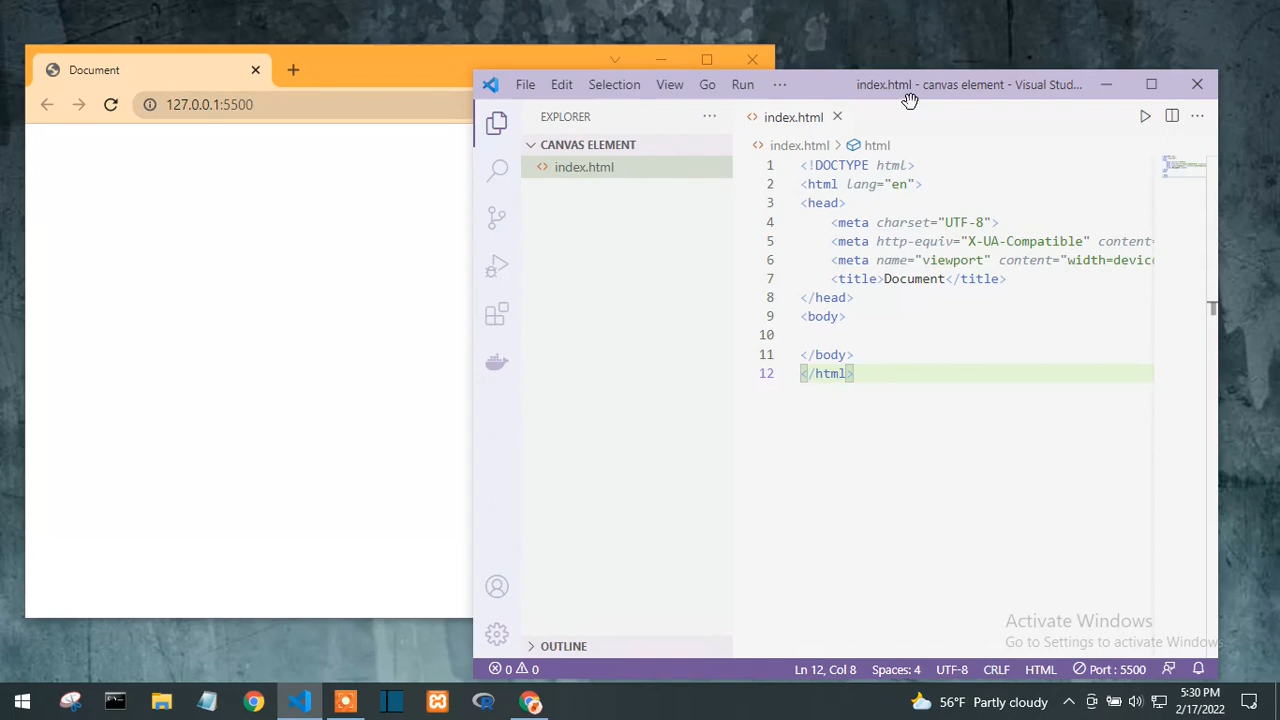 Document
127.0.0.1:5500
File Edit Selection View Go Run ···
index.html - canvas element - Visual Stud...
EXPLORER
CANVAS ELEMENT
index.html
OUTLINE
index.html
index.html > html
1 <!DOCTYPE html>
2 <html lang="en">
3 <head>
4 <meta charset="UTF-8">
5 <meta http-equiv="X-UA-Compatible" content=
6 <meta name="viewport" content="width=devic
7 <title>Document</title>
8 </head>
9 <body>
10
11 </body>
12 </html>
Activate Windows
Go to Settings to activate Windows.
0 0
Ln 12, Col 8 Spaces: 4 UTF-8 CRLF HTML Port : 5500
56°F Partly cloudy
5:30 PM
2/17/2022